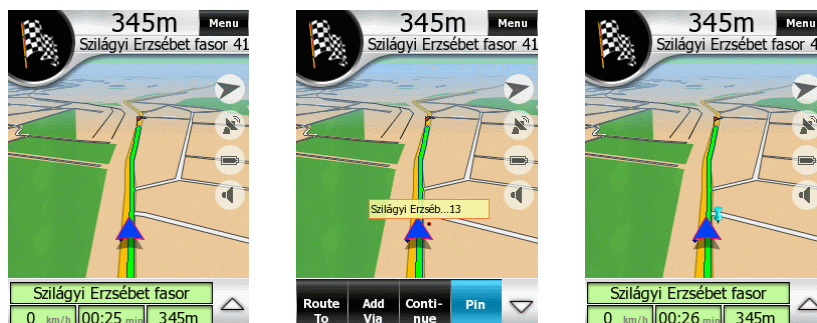 345m
Menu
Szilágyi Erzsébet fasor 41
Szilágyi Erzsébet fasor
0 km/h 00:25 min 345m
345m
Menu
Szilágyi Erzsébet fasor 41
Szilágyi Erzséb...13
Route To
Add Via
Conti-nue
Pin
345m
Menu
Szilágyi Erzsébet fasor 4
Szilágyi Erzsébet fasor
0 km/h 00:26 min 345m